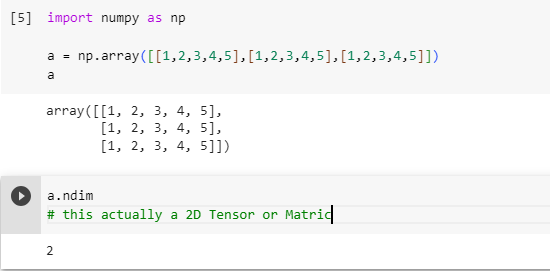 [5] import numpy as np
a = np.array([[1,2,3,4,5],[1,2,3,4,5],[1,2,3,4,5]])
a
array([[1, 2, 3, 4, 5],
[1, 2, 3, 4, 5],
[1, 2, 3, 4, 5]])
a.ndim
# this actually a 2D Tensor or Matric
2